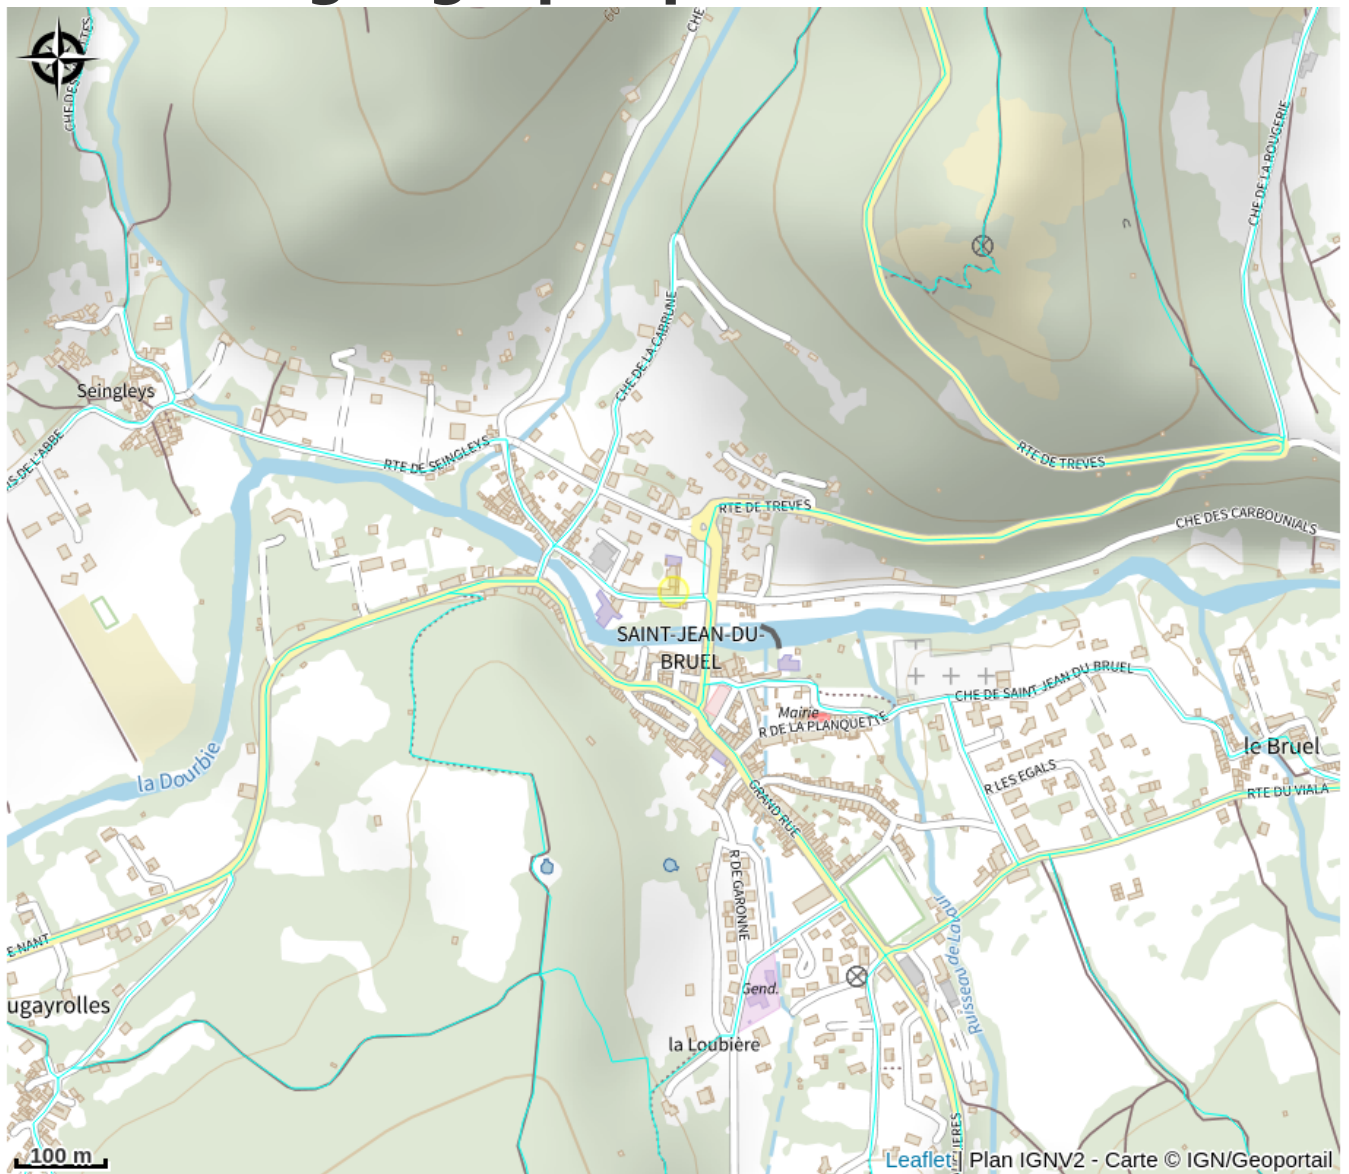 CHE
CHE DE LA ROUGERIE
CHE DE LA CABRUNE
Seingleys
RTE DE SEINGLEYS
RTE DE TREVES
S DE L'ABBE
RTE DE TREVES
CHE DES CARBOUNIALS
SAINT-JEAN-DU-
BRUEL
CHE DE SAINT JEAN DU BRUEL
Mairie
R DE LA PLANQUETTE
le Bruel
la Dourbie
R LES EGALS
RTE DU VIALA
GRAND RUE
R DE GARONNE
E NANT
Ruisseau de Lavaur
Gend.
ugayrolles
la Loubière
IERES
100 m
Leaflet | Plan IGNV2 - Carte © IGN/Geoportail